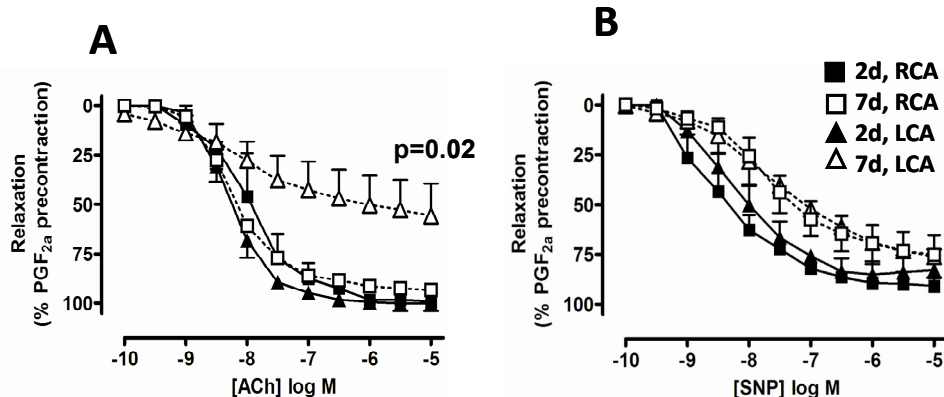 A
B
2d, RCA
7d, RCA
2d, LCA
7d, LCA
p=0.02
Relaxation
(% PGF2a precontraction)
0
25
50
75
100
-10 -9 -8 -7 -6 -5
[ACh] log M
Relaxation
(% PGF2a precontraction)
0
25
50
75
100
-10 -9 -8 -7 -6 -5
[SNP] log M